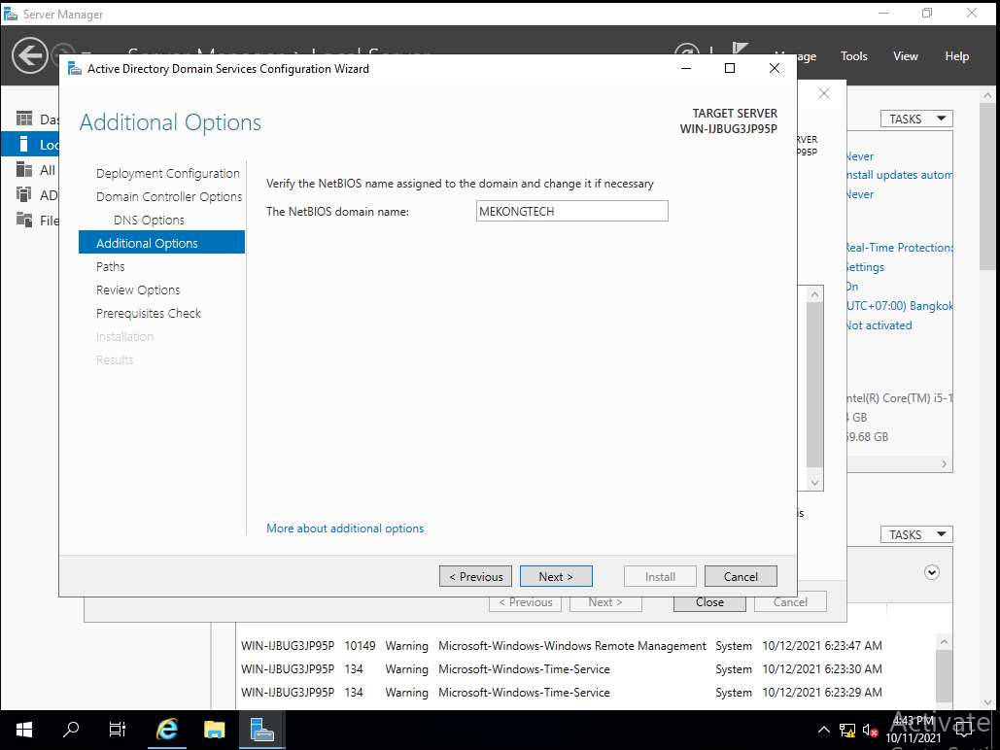 Server Manager
Manage Tools View Help
Active Directory Domain Services Configuration Wizard
Additional Options
TARGET SERVER
WIN-IJBUG3JP95P
Deployment Configuration
Domain Controller Options
DNS Options
Additional Options
Paths
Review Options
Prerequisites Check
Installation
Results
Verify the NetBIOS name assigned to the domain and change it if necessary
The NetBIOS domain name: MEKONGTECH
More about additional options
< Previous Next > Install Cancel
Das
Loc
All
AD
File
RVER
P95P
TASKS
Never
nstall updates autom
Never
Real-Time Protection:
Settings
On
UTC+07:00) Bangkok
Not activated
ntel(R) Core(TM) i5-1
4 GB
59.68 GB
is
TASKS
< Previous Next > Close Cancel
WIN-IJBUG3JP95P 10149 Warning Microsoft-Windows-Windows Remote Management System 10/12/2021 6:23:47 AM
WIN-IJBUG3JP95P 134 Warning Microsoft-Windows-Time-Service System 10/12/2021 6:23:30 AM
WIN-IJBUG3JP95P 134 Warning Microsoft-Windows-Time-Service System 10/12/2021 6:23:29 AM
Activate
4:43 PM
10/11/2021